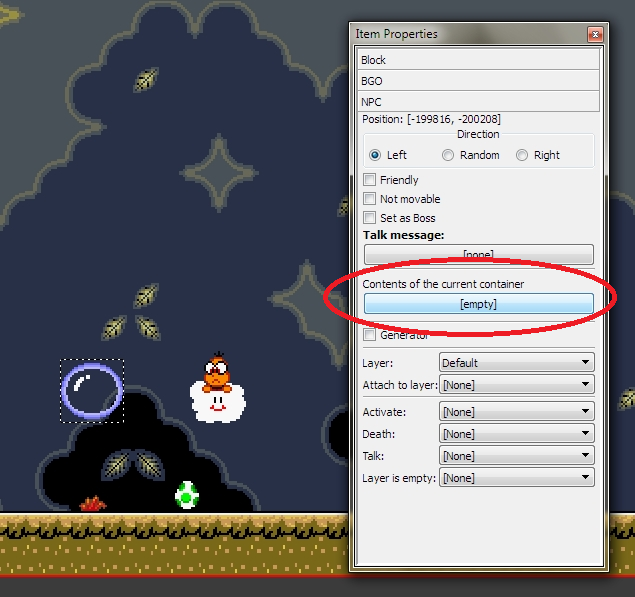 Item Properties
Block
BGO
NPC
Position: [-199816, -200208]
Direction
Left Random Right
Friendly
Not movable
Set as Boss
Talk message:
[none]
Contents of the current container
[empty]
Generator
Layer: Default
Attach to layer: [None]
Activate: [None]
Death: [None]
Talk: [None]
Layer is empty: [None]